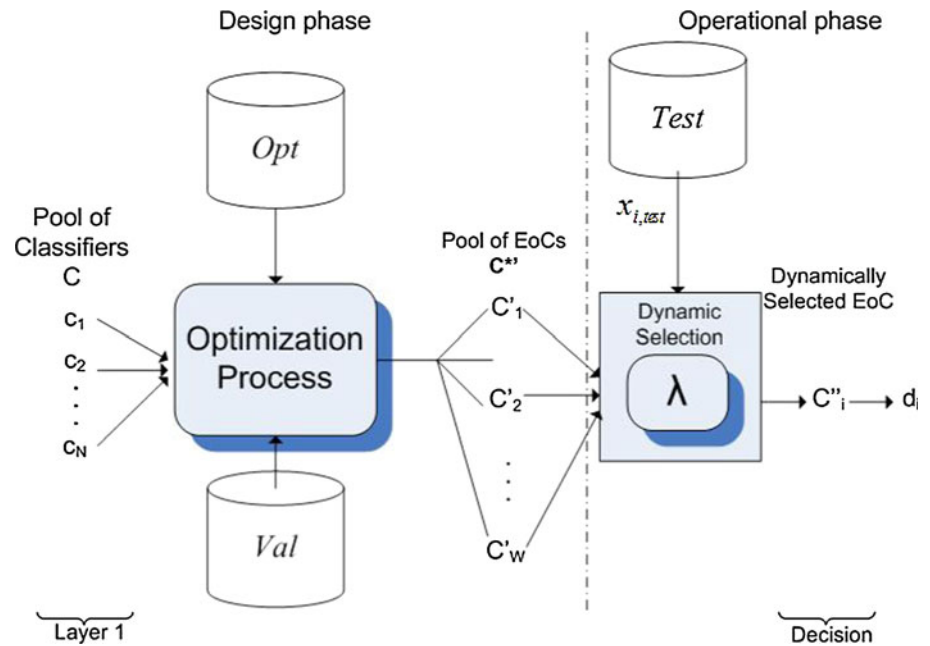 Design phase
Operational phase
Opt
Test
Pool of
Classifiers
C
c1
c2
.
.
.
cN
Optimization
Process
Val
Pool of EoCs
C*'
C'1
C'2
.
.
.
C'W
xi,test
Dynamic
Selection
λ
Dynamically
Selected EoC
C''i
di
Layer 1
Decision